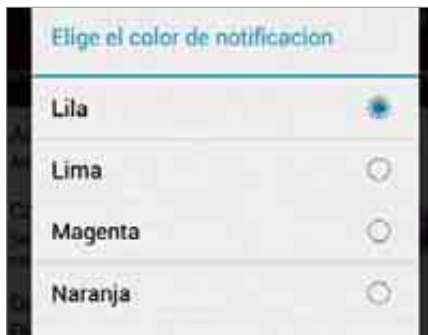 Elige el color de notificacion
Lila
Lima
Magenta
Naranja